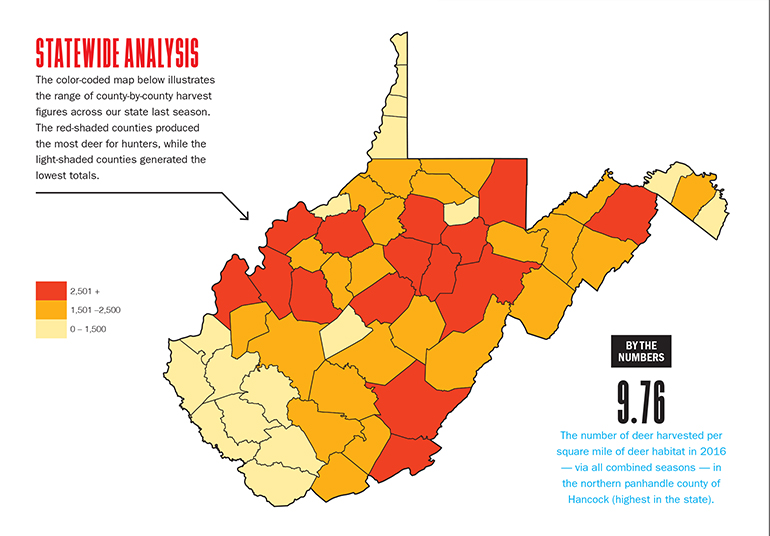 STATEWIDE ANALYSIS
The color-coded map below illustrates
the range of county-by-county harvest
figures across our state last season.
The red-shaded counties produced
the most deer for hunters, while the
light-shaded counties generated the
lowest totals.
2,501 +
1,501 –2,500
0 – 1,500
BY THE
NUMBERS
9.76
The number of deer harvested per
square mile of deer habitat in 2016
— via all combined seasons — in
the northern panhandle county of
Hancock (highest in the state).